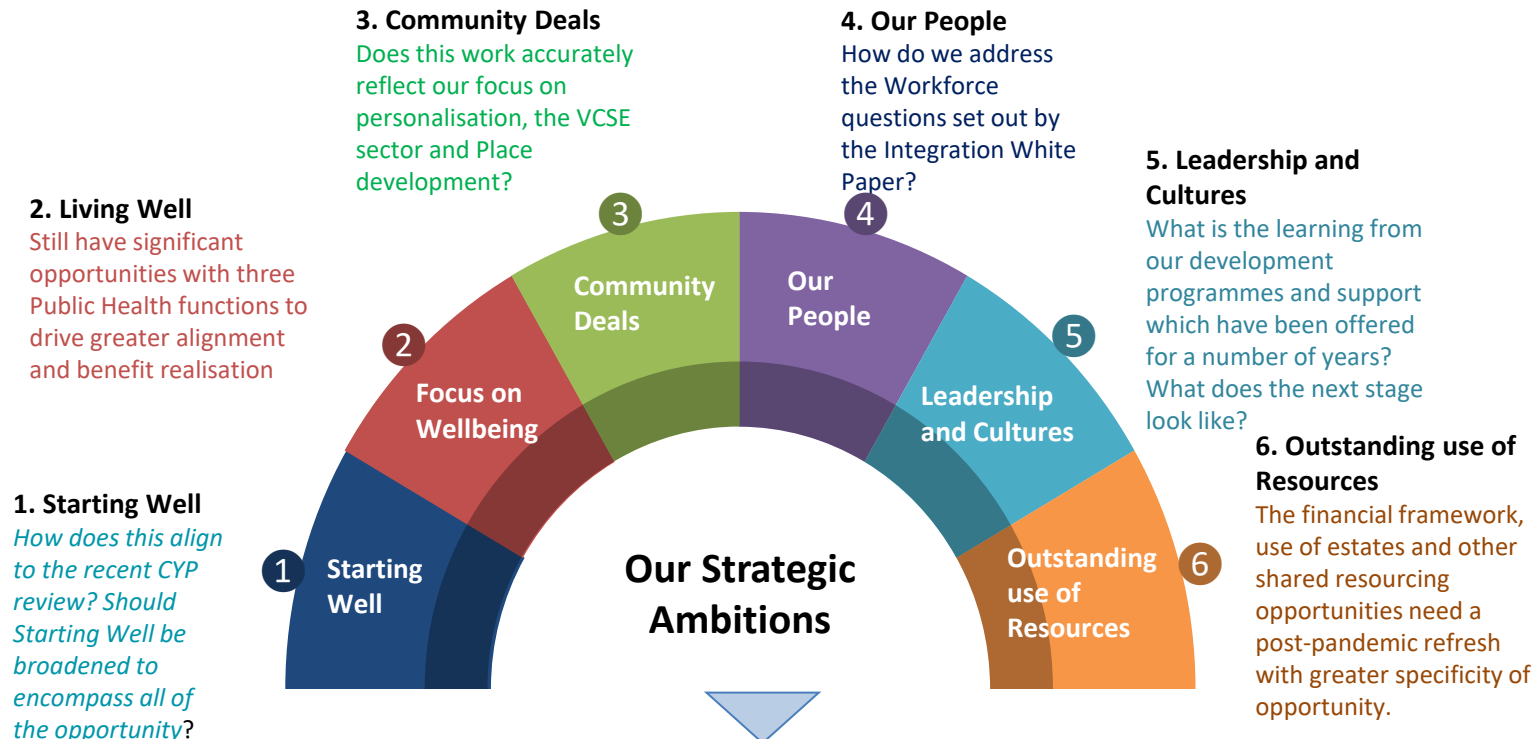 3. Community Deals
Does this work accurately
reflect our focus on
personalisation, the VCSE
sector and Place
development?
4. Our People
How do we address
the Workforce
questions set out by
the Integration White
Paper?
2. Living Well
Still have significant
opportunities with three
Public Health functions to
drive greater alignment
and benefit realisation
5. Leadership and
Cultures
What is the learning from
our development
programmes and support
which have been offered
for a number of years?
What does the next stage
look like?
1. Starting Well
How does this align
to the recent CYP
review? Should
Starting Well be
broadened to
encompass all of
the opportunity?
6. Outstanding use of
Resources
The financial framework,
use of estates and other
shared resourcing
opportunities need a
post-pandemic refresh
with greater specificity of
opportunity.
1
Starting
Well
2
Focus on
Wellbeing
3
Community
Deals
4
Our
People
5
Leadership
and Cultures
6
Outstanding
use of
Resources
Our Strategic
Ambitions